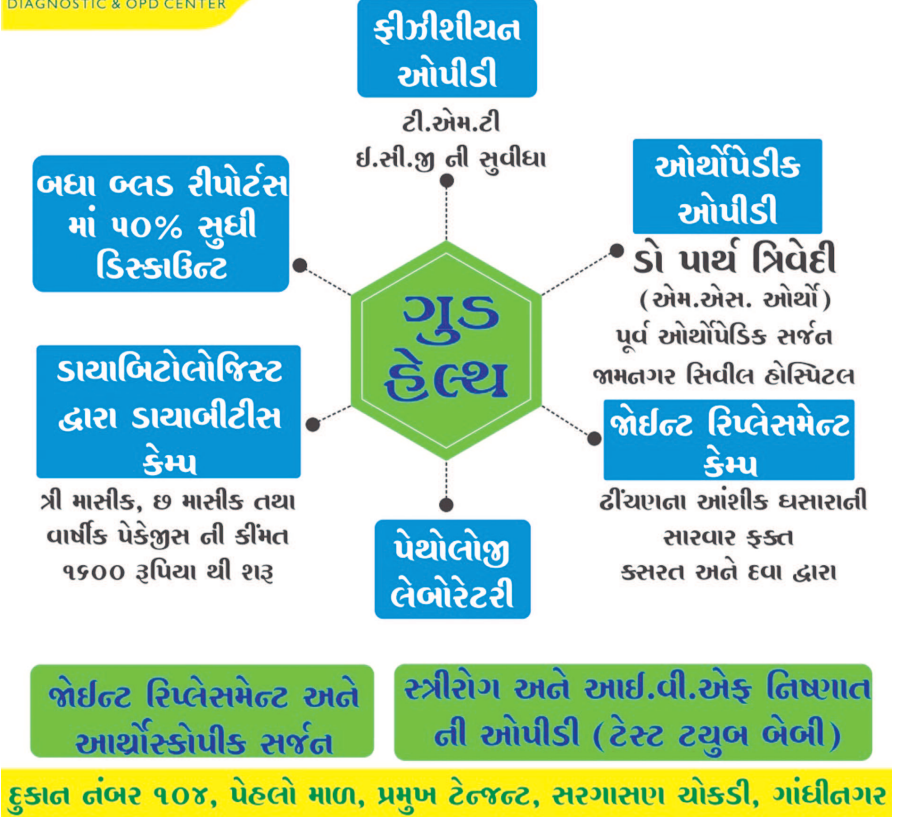 DIAGNOSTIC & OPD CENTER
ફીઝીશીયન
ઓપીડી
ટી.એમ.ટી
ઈ.સી.જી ની સુવીધા
બધા બ્લડ રીપોર્ટસ
માં ૫૦% સુધી
ડિસ્કાઉન્ટ
ઓર્થોપેડીક
ઓપીડી
ડો પાર્થ ત્રિવેદી
(એમ.એસ. ઓર્થો)
પૂર્વ ઓર્થોપેડિક સર્જન
જામનગર સિવીલ હોસ્પિટલ
ગુડ
હેલ્થ
ડાયાબિટોલોજિસ્ટ
દ્વારા ડાયાબીટીસ
કેમ્પ
ત્રી માસીક, છ માસીક તથા
વાર્ષીક પેકેજીસ ની કીંમત
૧૬૦૦ રૂપિયા થી શરૂ
જોઈન્ટ રિપ્લેસમેન્ટ
કેમ્પ
ઢીંચણના આંશીક ઘસારાની
સારવાર ફક્ત
કસરત અને દવા દ્વારા
પેથોલોજી
લેબોરેટરી
જોઈન્ટ રિપ્લેસમેન્ટ અને
આર્થ્રોસ્કોપીક સર્જન
સ્ત્રીરોગ અને આઈ.વી.એફ નિષ્ણાત
ની ઓપીડી (ટેસ્ટ ટયુબ બેબી)
દુકાન નંબર ૧૦૪, પેહલો માળ, પ્રમુખ ટેન્જન્ટ, સરગાસણ ચોકડી, ગાંધીનગર